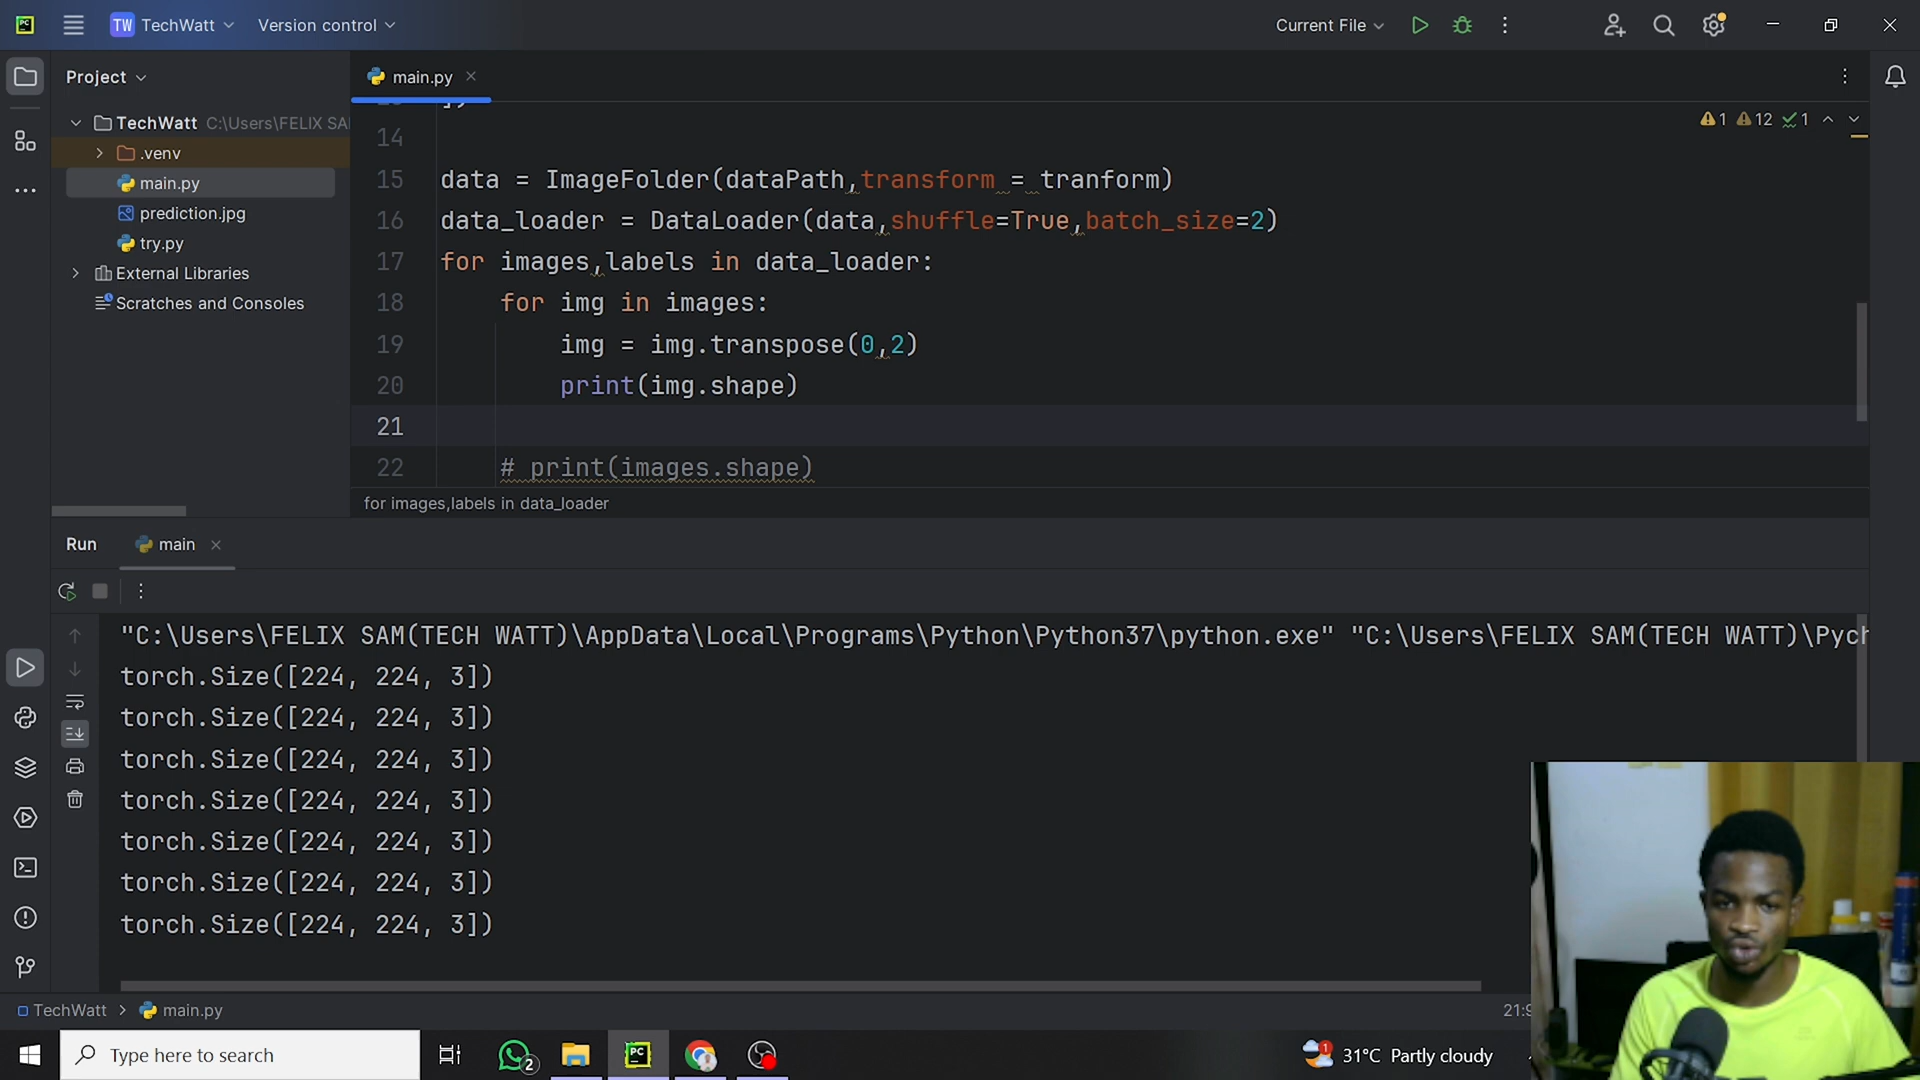 TW TechWatt Version control Current File
Project
main.py
TechWatt C:\Users\FELIX SA
.venv
main.py
prediction.jpg
try.py
External Libraries
Scratches and Consoles
1 12 1
14
15 data = ImageFolder(dataPath,transform = tranform)
16 data_loader = DataLoader(data,shuffle=True,batch_size=2)
17 for images,labels in data_loader:
18 for img in images:
19 img = img.transpose(0,2)
20 print(img.shape)
21
22 # print(images.shape)
for images,labels in data_loader
Run main
"C:\Users\FELIX SAM(TECH WATT)\AppData\Local\Programs\Python\Python37\python.exe" "C:\Users\FELIX SAM(TECH WATT)\Pych
torch.Size([224, 224, 3])
torch.Size([224, 224, 3])
torch.Size([224, 224, 3])
torch.Size([224, 224, 3])
torch.Size([224, 224, 3])
torch.Size([224, 224, 3])
torch.Size([224, 224, 3])
TechWatt > main.py 21:9
Type here to search
PC
2
1
31°C Partly cloudy